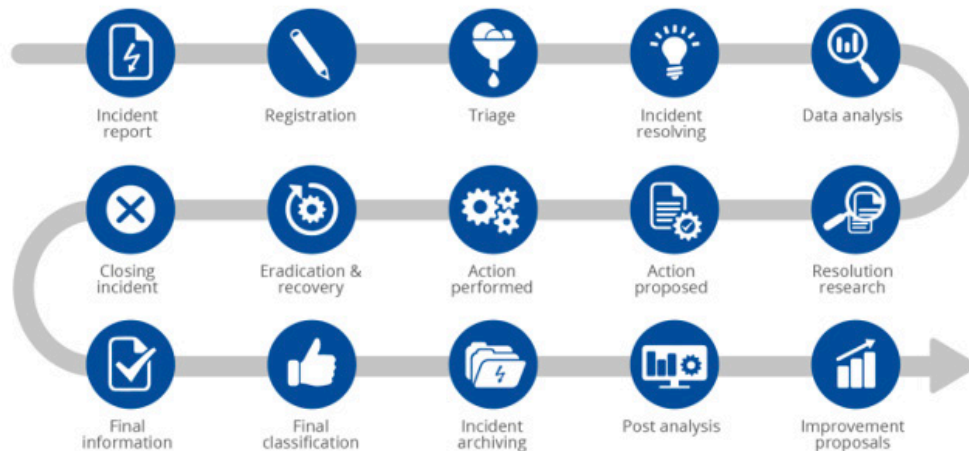 Incident
report
Registration
Triage
Incident
resolving
Data analysis
Closing
incident
Eradication &
recovery
Action
performed
Action
proposed
Resolution
research
Final
information
Final
classification
Incident
archiving
Post analysis
Improvement
proposals